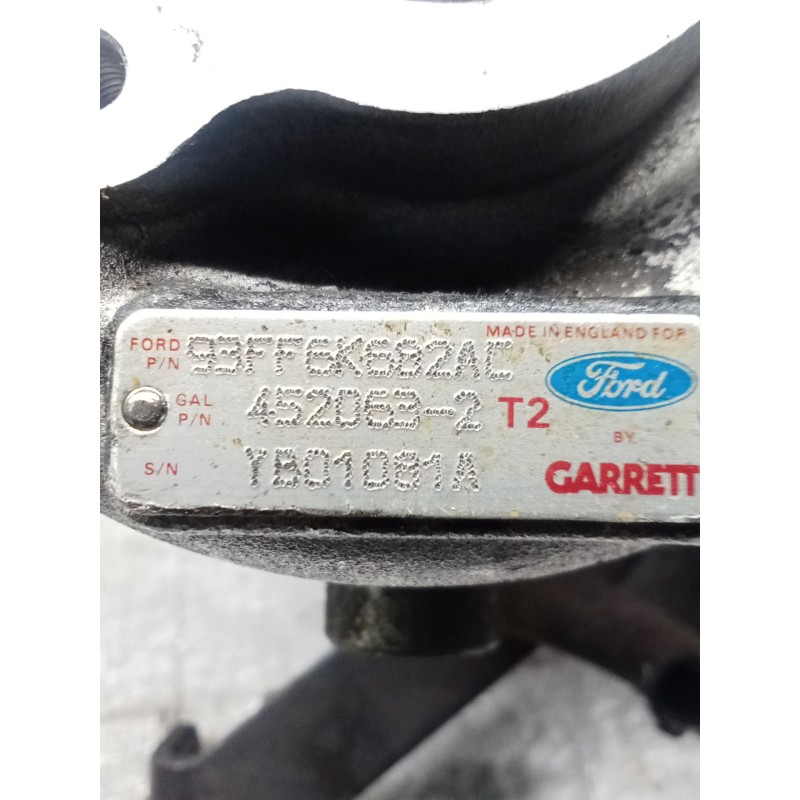 MADE IN ENGLAND FOR
FORD P/N 93FF6K682AC
Ford
GAL P/N 452063-2 T2
BY
S/N YB01081A GARRETT